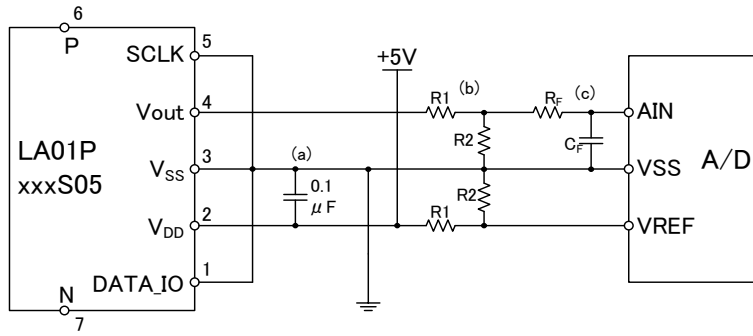 6
P
SCLK
5
+5V
(b)
(c)
R1
RF
Vout
4
AIN
R2
CF
LA01P
xxxS05
VSS
3
(a)
VSS
A/D
0.1
μF
R2
VDD
2
R1
VREF
DATA_IO
1
N
7